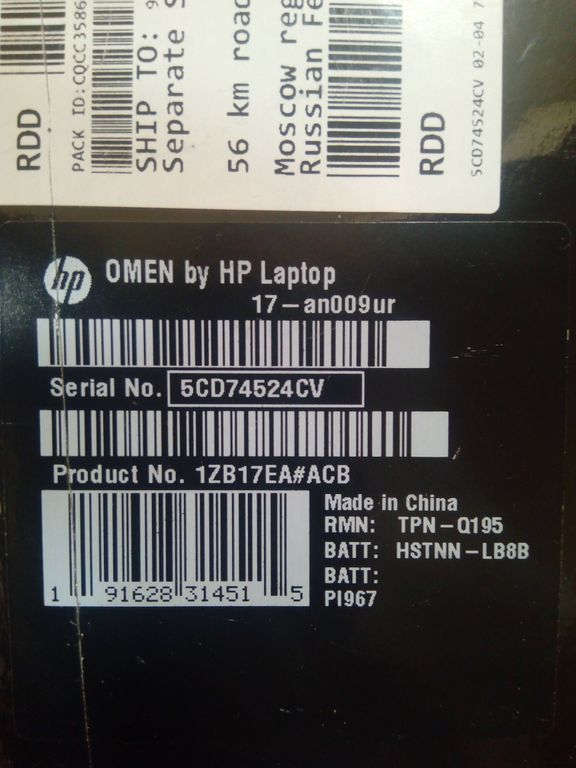 RDD
PACK ID:CQCC3586
SHIP TO:
Separate
56 km road
Moscow reg
Russian Fe
RDD
5CD74524CV 02-04
hp
OMEN by HP Laptop
17-an009ur
Serial No. 5CD74524CV
Product No. 1ZB17EA#ACB
1 91628 31451 5
Made in China
RMN: TPN-Q195
BATT: HSTNN-LB8B
BATT:
PI967